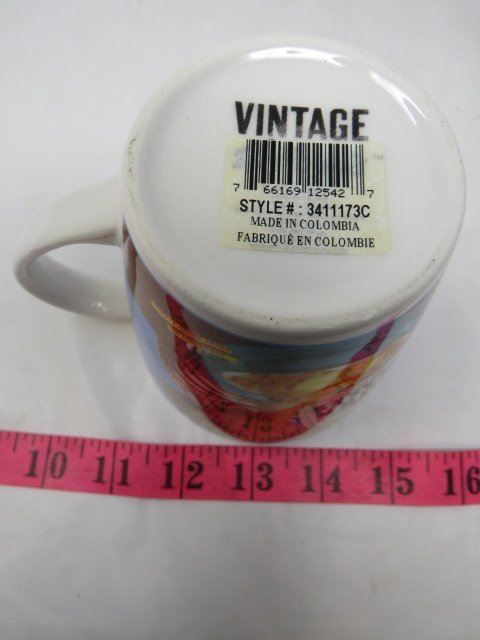 VINTAGE
7 66169 12542 7
STYLE # : 3411173C
MADE IN COLOMBIA
FABRIQUÉ EN COLOMBIE
10 11 12 13 14 15 16